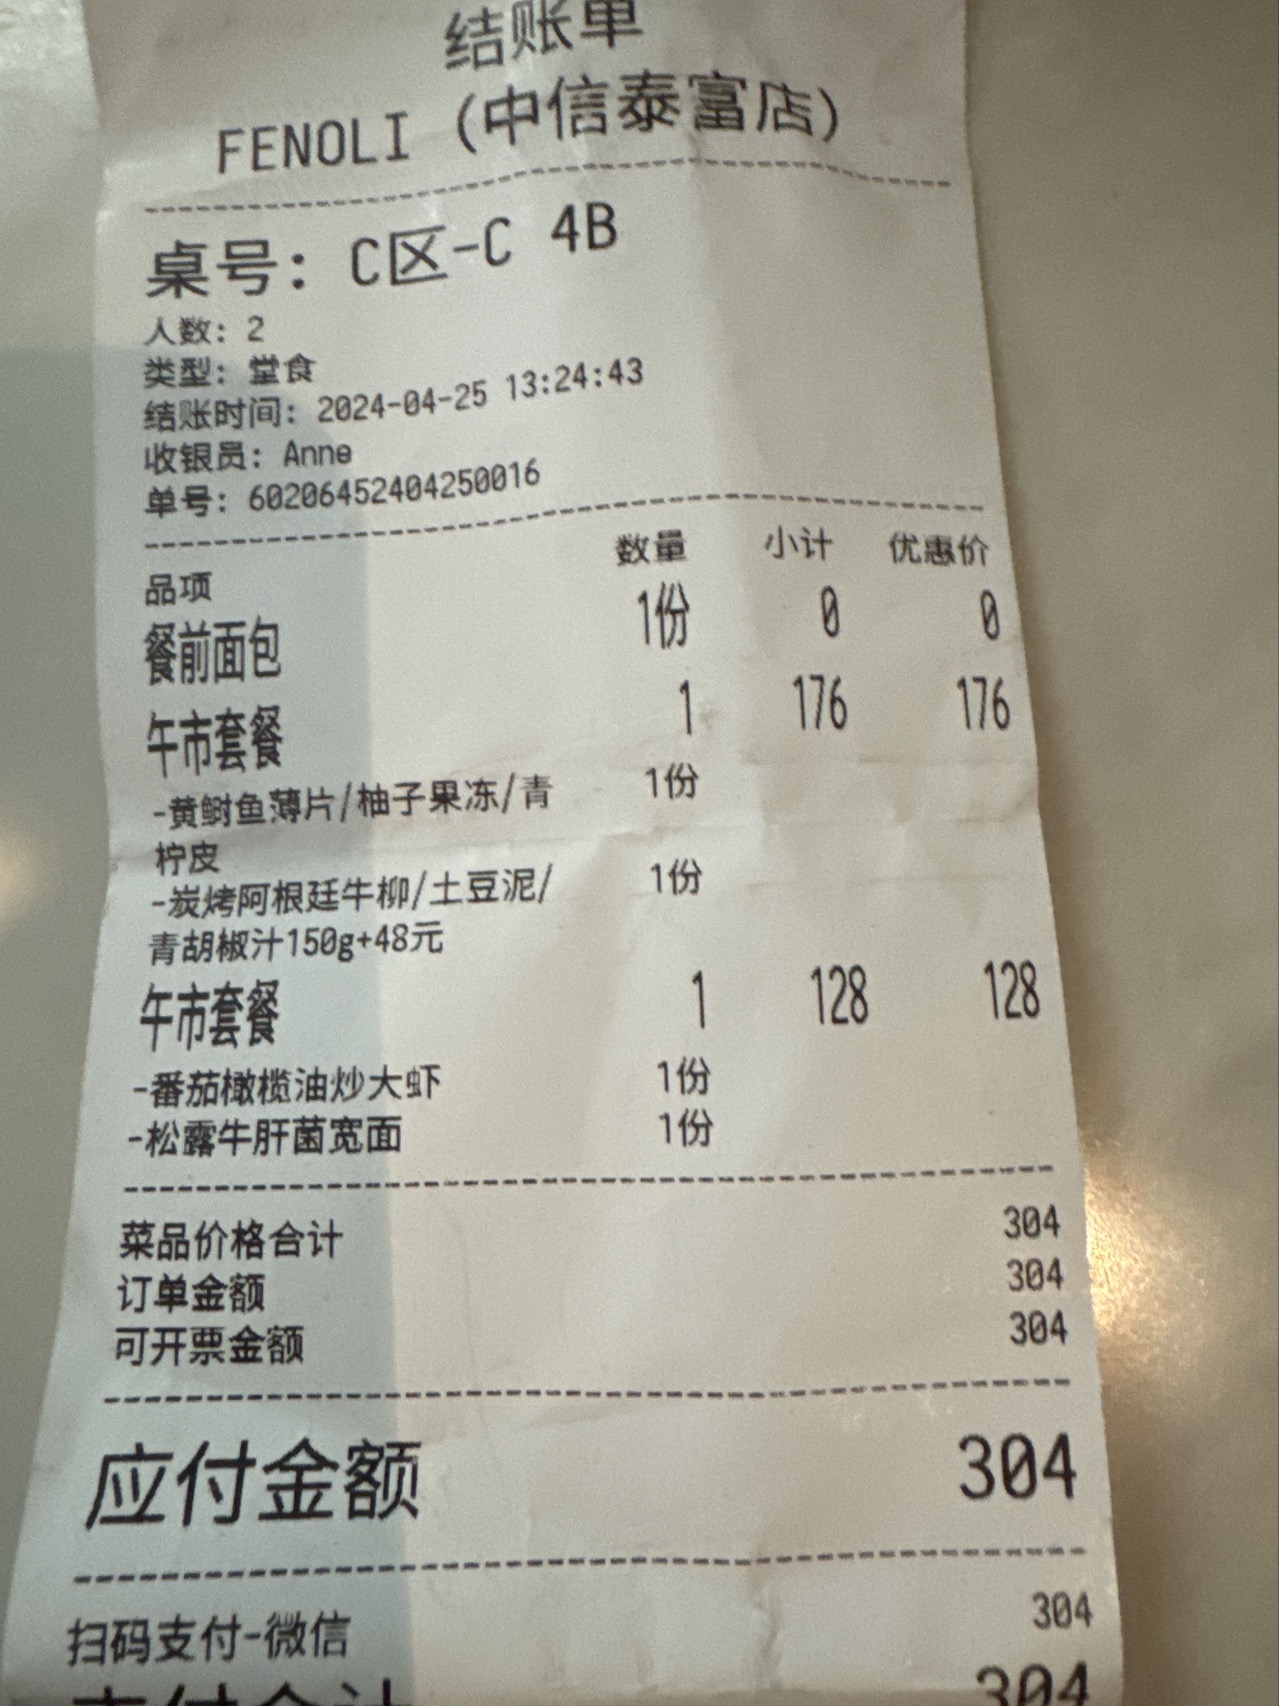 结账单
FENOLI (中信泰富店)
桌号: C区-C 4B
人数: 2
类型: 堂食
结账时间: 2024-04-25 13:24:43
收银员: Anne
单号: 60206452404250016
品项 数量 小计 优惠价
餐前面包 1份 0 0
午市套餐 1 176 176
-黄鰤鱼薄片/柚子果冻/青 1份
柠皮
-炭烤阿根廷牛柳/土豆泥/ 1份
青胡椒汁150g+48元
午市套餐 1 128 128
-番茄橄榄油炒大虾 1份
-松露牛肝菌宽面 1份
菜品价格合计 304
订单金额 304
可开票金额 304
应付金额 304
扫码支付-微信 304
支付合计 304